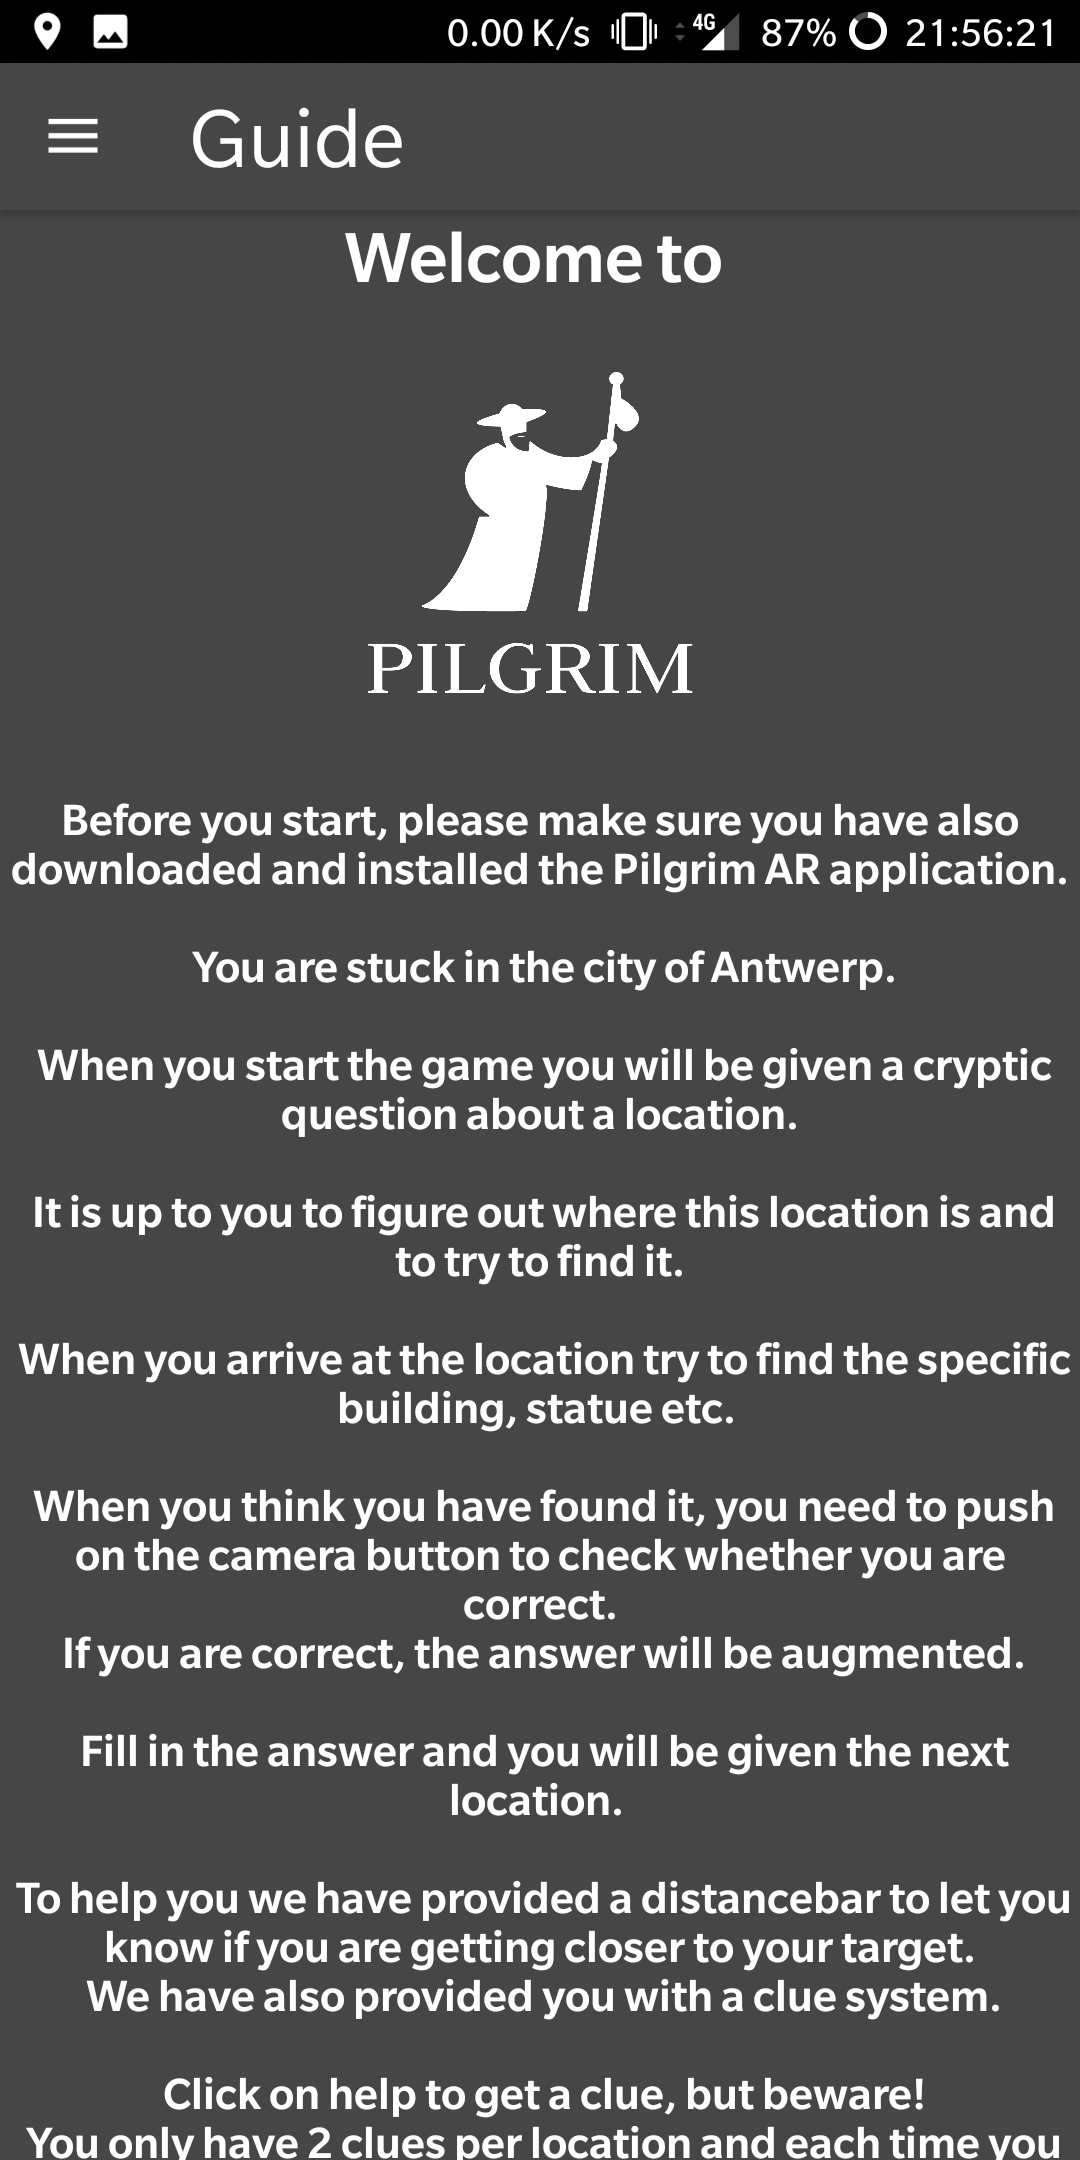 0.00 K/s 4G 87% 21:56:21
Guide
Welcome to
PILGRIM
Before you start, please make sure you have also
downloaded and installed the Pilgrim AR application.
You are stuck in the city of Antwerp.
When you start the game you will be given a cryptic
question about a location.
It is up to you to figure out where this location is and
to try to find it.
When you arrive at the location try to find the specific
building, statue etc.
When you think you have found it, you need to push
on the camera button to check whether you are
correct.
If you are correct, the answer will be augmented.
Fill in the answer and you will be given the next
location.
To help you we have provided a distancebar to let you
know if you are getting closer to your target.
We have also provided you with a clue system.
Click on help to get a clue, but beware!
You only have 2 clues per location and each time you